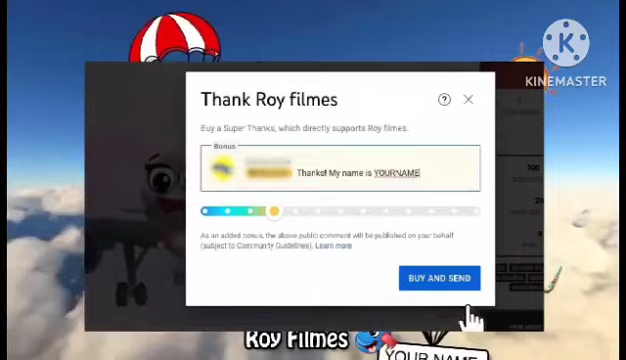 KINEMASTER
Thank Roy filmes
Buy a Super Thanks, which directly supports Roy filmes.
Bonus
Thanks! My name is YOURNAME
As an added bonus, the above public comment will be published on your behalf
(subject to Community Guidelines). Learn more
BUY AND SEND
Roy Filmes
YOUR NAME